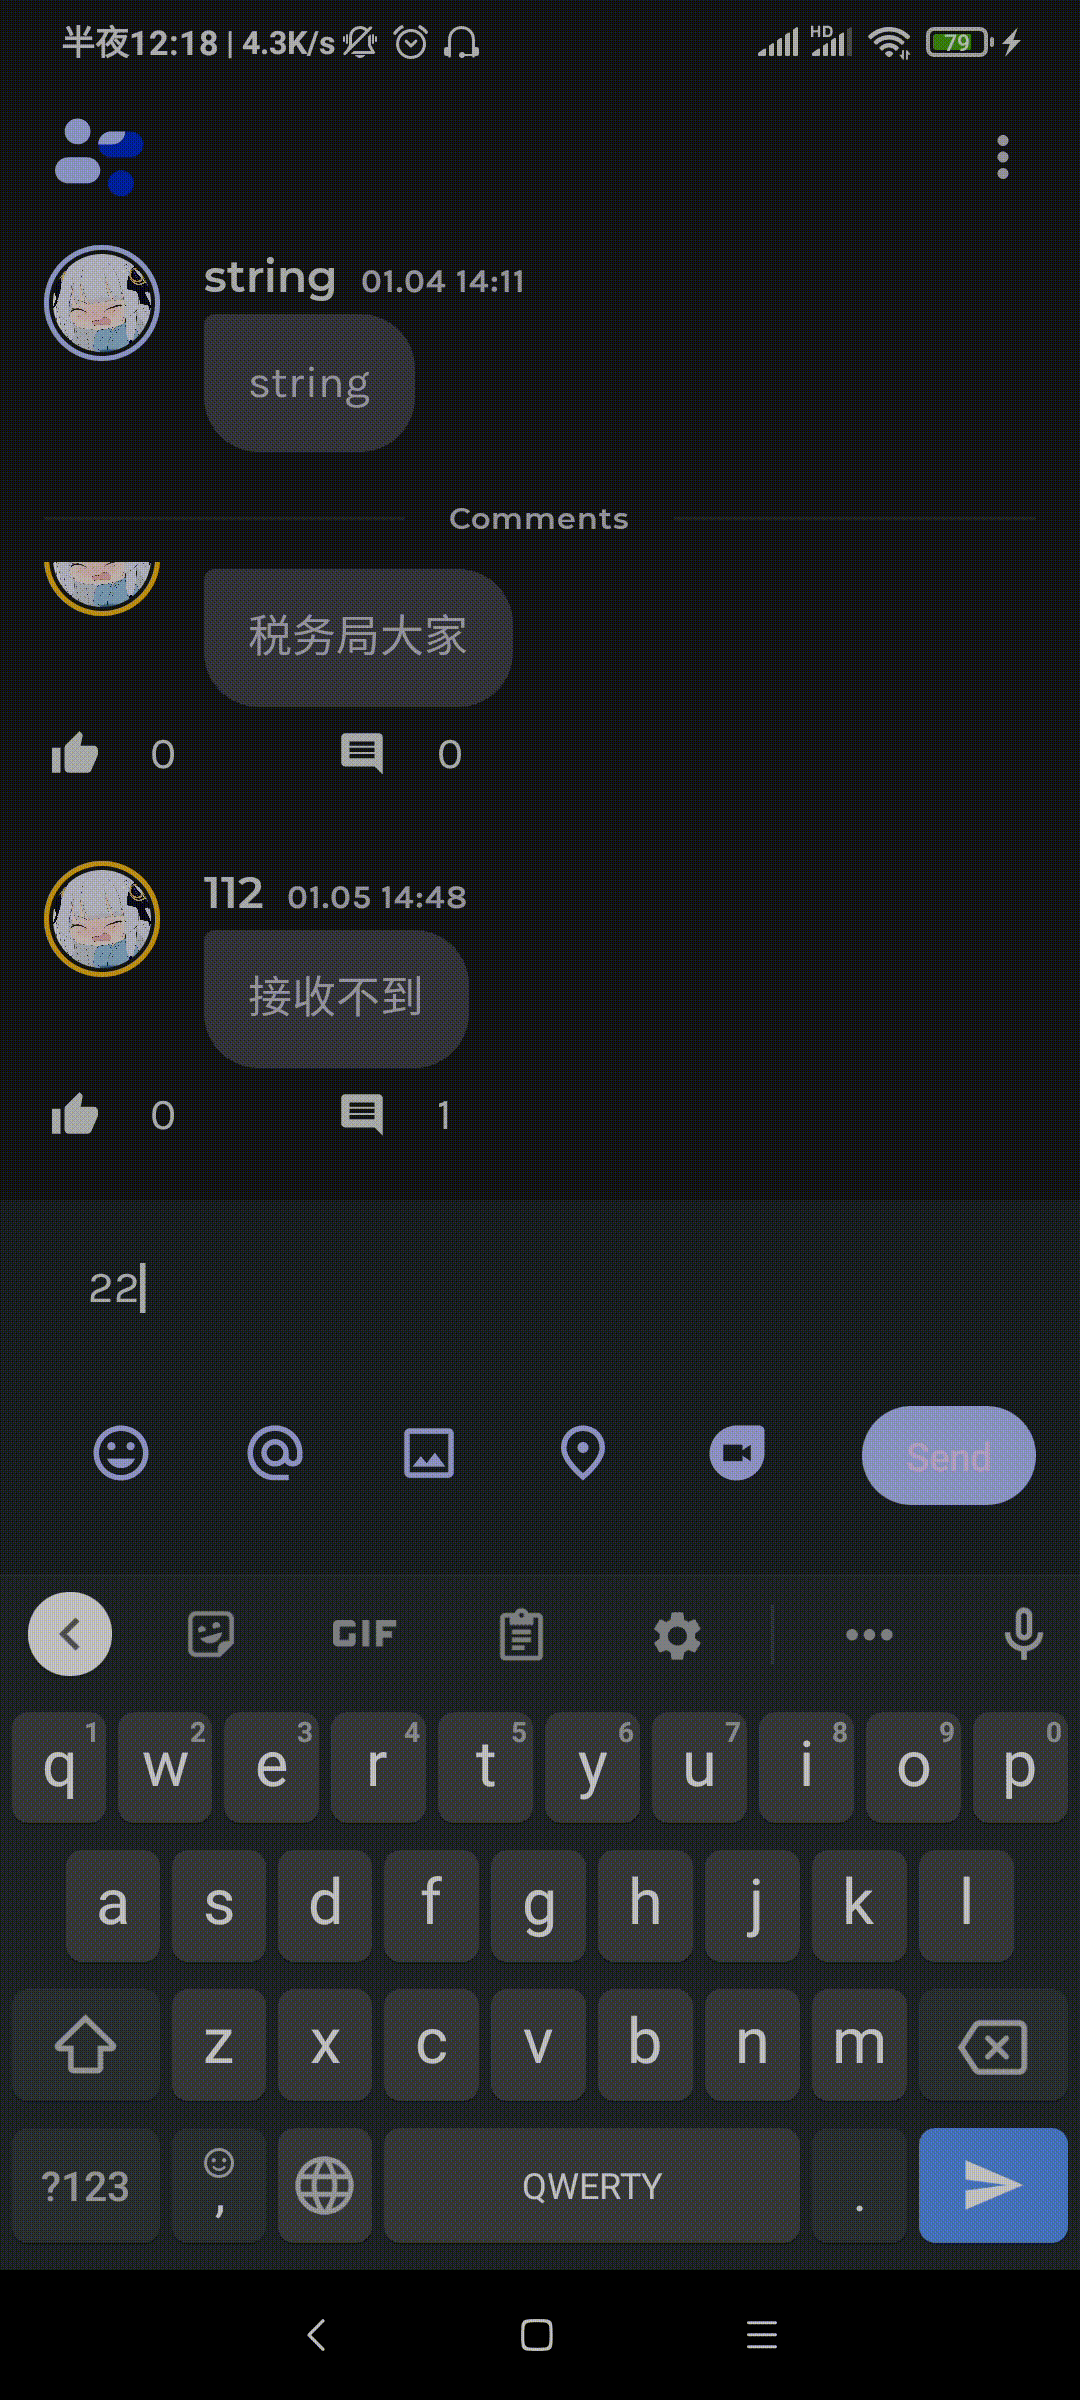 半夜12:18 | 4.3K/s
HD
79
string 01.04 14:11
string
Comments
税务局大家
0 0
112 01.05 14:48
接收不到
0 1
22
Send
GIF
1 2 3 4 5 6 7 8 9 0
q w e r t y u i o p
a s d f g h j k l
z x c v b n m
?123 , QWERTY .